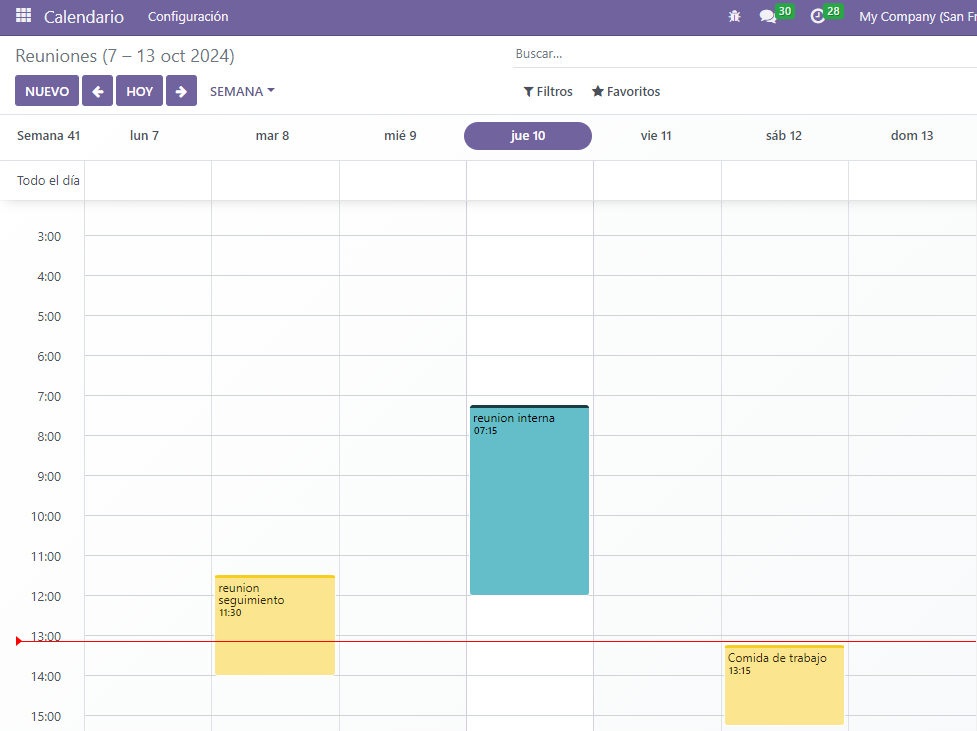 Calendario Configuración 30 28 My Company (San Fr
Reuniones (7 – 13 oct 2024) Buscar...
NUEVO HOY SEMANA Filtros Favoritos
Semana 41 lun 7 mar 8 mié 9 jue 10 vie 11 sáb 12 dom 13
Todo el día
3:00
4:00
5:00
6:00
7:00
reunion interna
07:15
8:00
9:00
10:00
11:00
reunion
seguimiento
11:30
12:00
13:00
Comida de trabajo
13:15
14:00
15:00